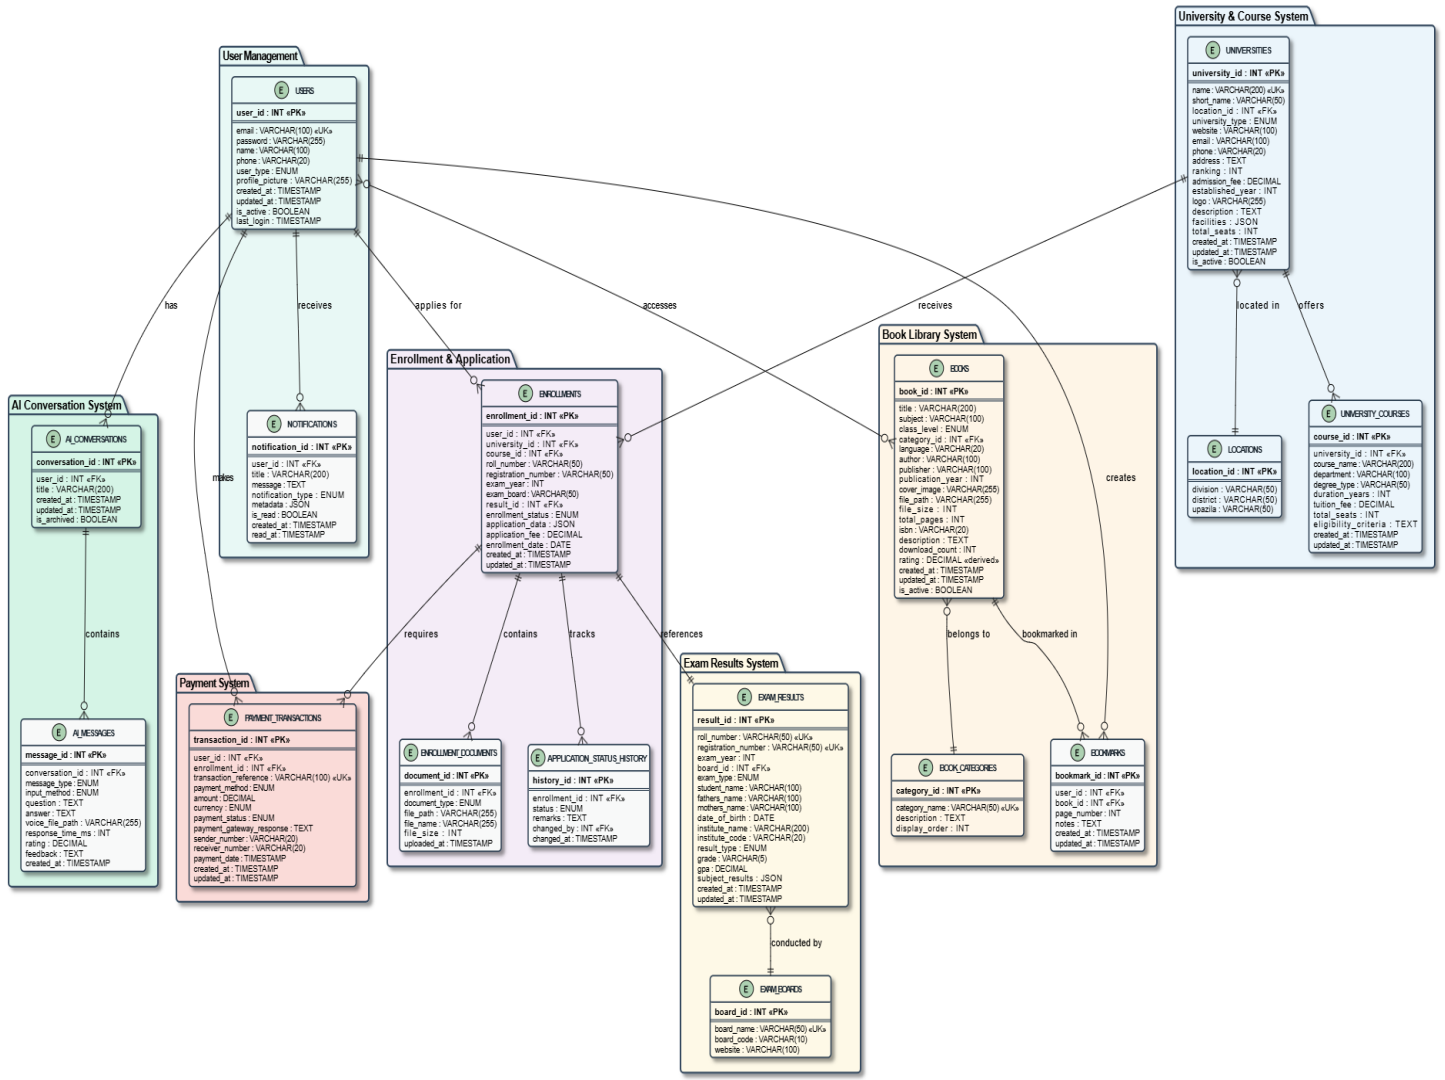 University & Course System
E UNIVERSITIES
university_id : INT «PK»
name : VARCHAR(200) «UK»
short_name : VARCHAR(50)
location_id : INT «FK»
university_type : ENUM
website : VARCHAR(100)
email : VARCHAR(100)
phone : VARCHAR(20)
address : TEXT
ranking : INT
admission_fee : DECIMAL
established_year : INT
logo : VARCHAR(255)
description : TEXT
facilities : JSON
total_seats : INT
created_at : TIMESTAMP
updated_at : TIMESTAMP
is_active : BOOLEAN
located in
offers
E LOCATIONS
location_id : INT «PK»
division : VARCHAR(50)
district : VARCHAR(50)
upazila : VARCHAR(50)
E UNIVERSITY_COURSES
course_id : INT «PK»
university_id : INT «FK»
course_name : VARCHAR(200)
department : VARCHAR(100)
degree_type : VARCHAR(50)
duration_years : INT
tuition_fee : DECIMAL
total_seats : INT
eligibility_criteria : TEXT
created_at : TIMESTAMP
updated_at : TIMESTAMP
User Management
E USERS
user_id : INT «PK»
email : VARCHAR(100) «UK»
password : VARCHAR(255)
name : VARCHAR(100)
phone : VARCHAR(20)
user_type : ENUM
profile_picture : VARCHAR(255)
created_at : TIMESTAMP
updated_at : TIMESTAMP
is_active : BOOLEAN
last_login : TIMESTAMP
has
makes
receives
applies for
accesses
receives
creates
E NOTIFICATIONS
notification_id : INT «PK»
user_id : INT «FK»
title : VARCHAR(200)
message : TEXT
notification_type : ENUM
metadata : JSON
is_read : BOOLEAN
created_at : TIMESTAMP
read_at : TIMESTAMP
AI Conversation System
E AI_CONVERSATIONS
conversation_id : INT «PK»
user_id : INT «FK»
title : VARCHAR(200)
created_at : TIMESTAMP
updated_at : TIMESTAMP
is_archived : BOOLEAN
contains
E AI_MESSAGES
message_id : INT «PK»
conversation_id : INT «FK»
message_type : ENUM
input_method : ENUM
question : TEXT
answer : TEXT
voice_file_path : VARCHAR(255)
response_time_ms : INT
rating : DECIMAL
feedback : TEXT
created_at : TIMESTAMP
Enrollment & Application
E ENROLLMENTS
enrollment_id : INT «PK»
user_id : INT «FK»
university_id : INT «FK»
course_id : INT «FK»
roll_number : VARCHAR(50)
registration_number : VARCHAR(50)
exam_year : INT
exam_board : VARCHAR(50)
result_id : INT «FK»
enrollment_status : ENUM
application_data : JSON
application_fee : DECIMAL
enrollment_date : DATE
created_at : TIMESTAMP
updated_at : TIMESTAMP
requires
contains
tracks
references
E ENROLLMENT_DOCUMENTS
document_id : INT «PK»
enrollment_id : INT «FK»
document_type : ENUM
file_path : VARCHAR(255)
file_name : VARCHAR(255)
file_size : INT
uploaded_at : TIMESTAMP
E APPLICATION_STATUS_HISTORY
history_id : INT «PK»
enrollment_id : INT «FK»
status : ENUM
remarks : TEXT
changed_by : INT «FK»
changed_at : TIMESTAMP
Payment System
E PAYMENT_TRANSACTIONS
transaction_id : INT «PK»
user_id : INT «FK»
enrollment_id : INT «FK»
transaction_reference : VARCHAR(100) «UK»
payment_method : ENUM
amount : DECIMAL
currency : ENUM
payment_status : ENUM
payment_gateway_response : TEXT
sender_number : VARCHAR(20)
receiver_number : VARCHAR(20)
payment_date : TIMESTAMP
created_at : TIMESTAMP
updated_at : TIMESTAMP
Book Library System
E BOOKS
book_id : INT «PK»
title : VARCHAR(200)
subject : VARCHAR(100)
class_level : ENUM
category_id : INT «FK»
language : VARCHAR(20)
author : VARCHAR(100)
publisher : VARCHAR(100)
publication_year : INT
cover_image : VARCHAR(255)
file_path : VARCHAR(255)
file_size : INT
total_pages : INT
isbn : VARCHAR(20)
description : TEXT
download_count : INT
rating : DECIMAL «derived»
created_at : TIMESTAMP
updated_at : TIMESTAMP
is_active : BOOLEAN
belongs to
bookmarked in
E BOOK_CATEGORIES
category_id : INT «PK»
category_name : VARCHAR(50) «UK»
description : TEXT
display_order : INT
E BOOKMARKS
bookmark_id : INT «PK»
user_id : INT «FK»
book_id : INT «FK»
page_number : INT
notes : TEXT
created_at : TIMESTAMP
updated_at : TIMESTAMP
Exam Results System
E EXAM_RESULTS
result_id : INT «PK»
roll_number : VARCHAR(50) «UK»
registration_number : VARCHAR(50) «UK»
exam_year : INT
board_id : INT «FK»
exam_type : ENUM
student_name : VARCHAR(100)
fathers_name : VARCHAR(100)
mothers_name : VARCHAR(100)
date_of_birth : DATE
institute_name : VARCHAR(200)
institute_code : VARCHAR(20)
result_type : ENUM
grade : VARCHAR(5)
gpa : DECIMAL
subject_results : JSON
created_at : TIMESTAMP
updated_at : TIMESTAMP
conducted by
E EXAM_BOARDS
board_id : INT «PK»
board_name : VARCHAR(50) «UK»
board_code : VARCHAR(10)
website : VARCHAR(100)